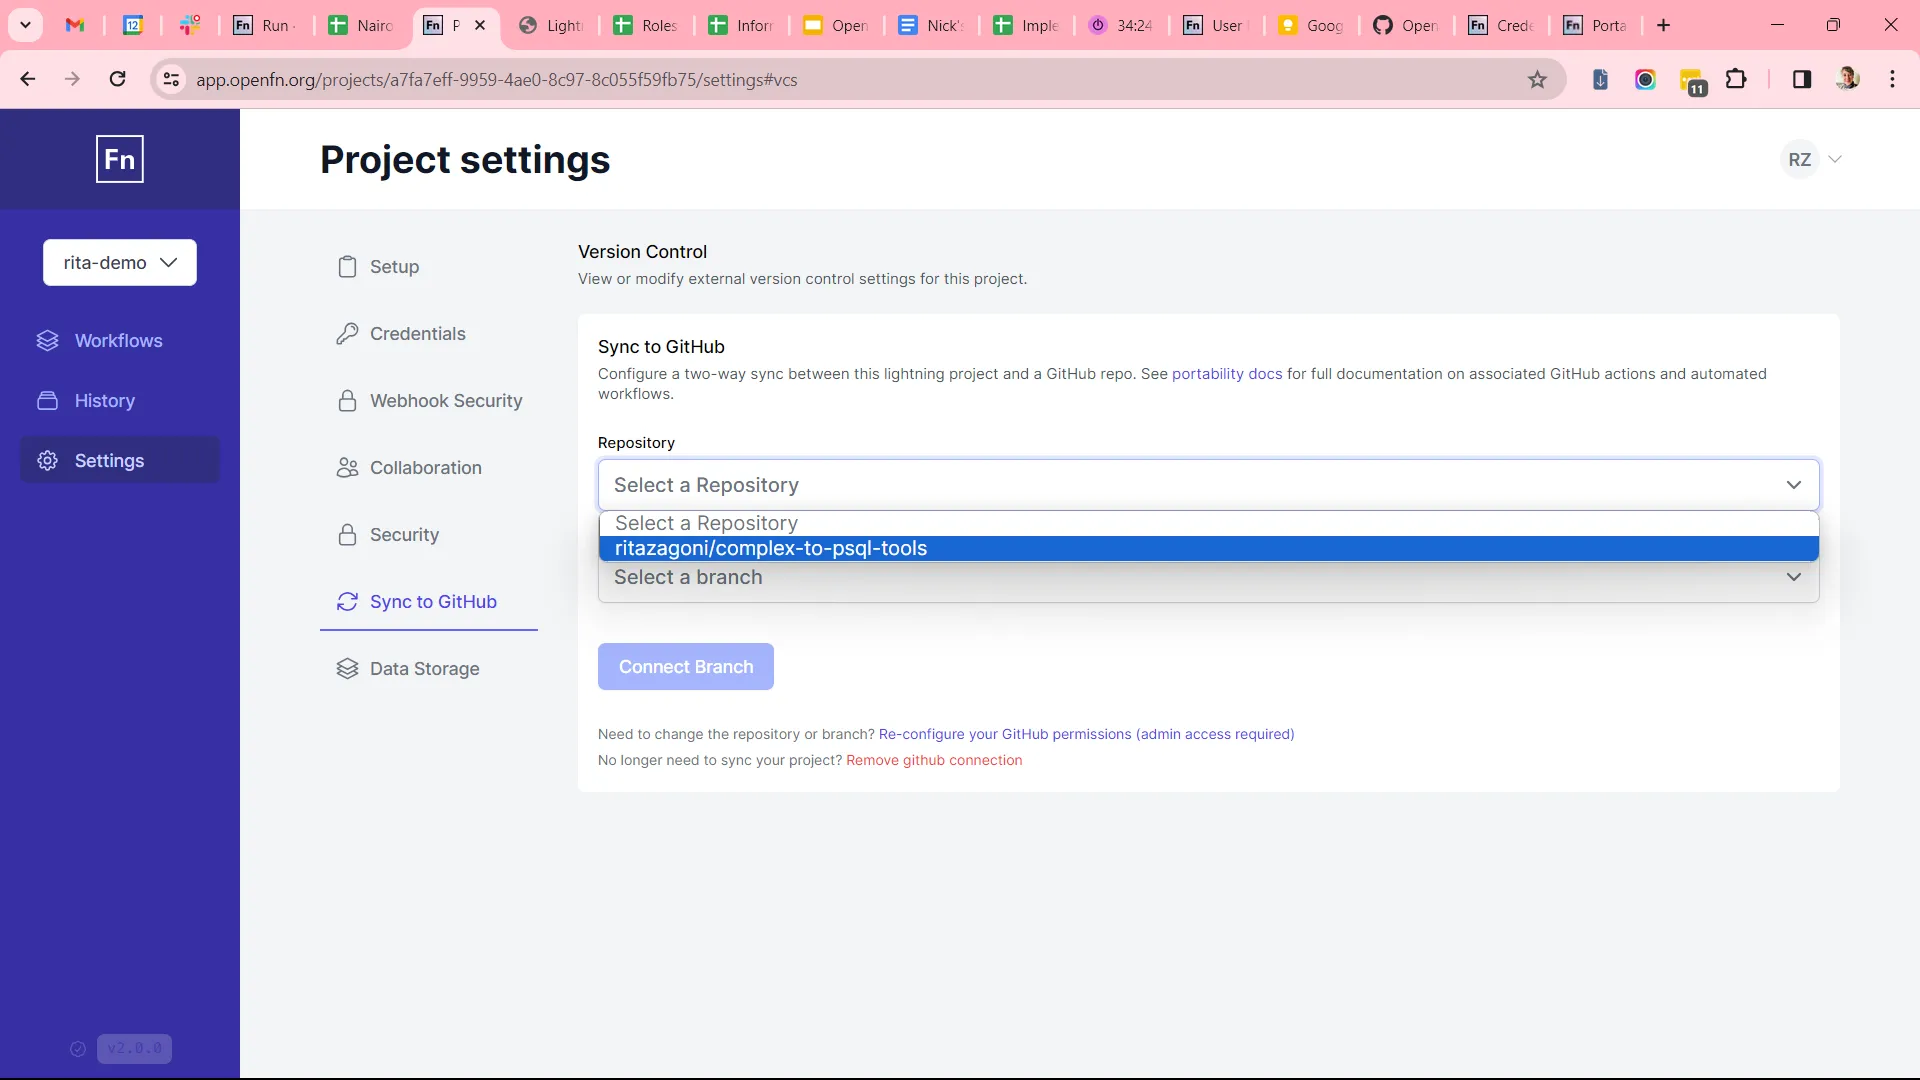 12
Run
Nairo
P
Light
Roles
Inform
Open
Nick's
Imple
34:24
User
Goog
Open
Crede
Porta
app.openfn.org/projects/a7fa7eff-9959-4ae0-8c97-8c055f59fb75/settings#vcs
11
Fn
Project settings
RZ
rita-demo
Workflows
History
Settings
v2.0.0
Setup
Credentials
Webhook Security
Collaboration
Security
Sync to GitHub
Data Storage
Version Control
View or modify external version control settings for this project.
Sync to GitHub
Configure a two-way sync between this lightning project and a GitHub repo. See portability docs for full documentation on associated GitHub actions and automated
workflows.
Repository
Select a Repository
Select a Repository
ritazagoni/complex-to-psql-tools
Select a branch
Connect Branch
Need to change the repository or branch? Re-configure your GitHub permissions (admin access required)
No longer need to sync your project? Remove github connection